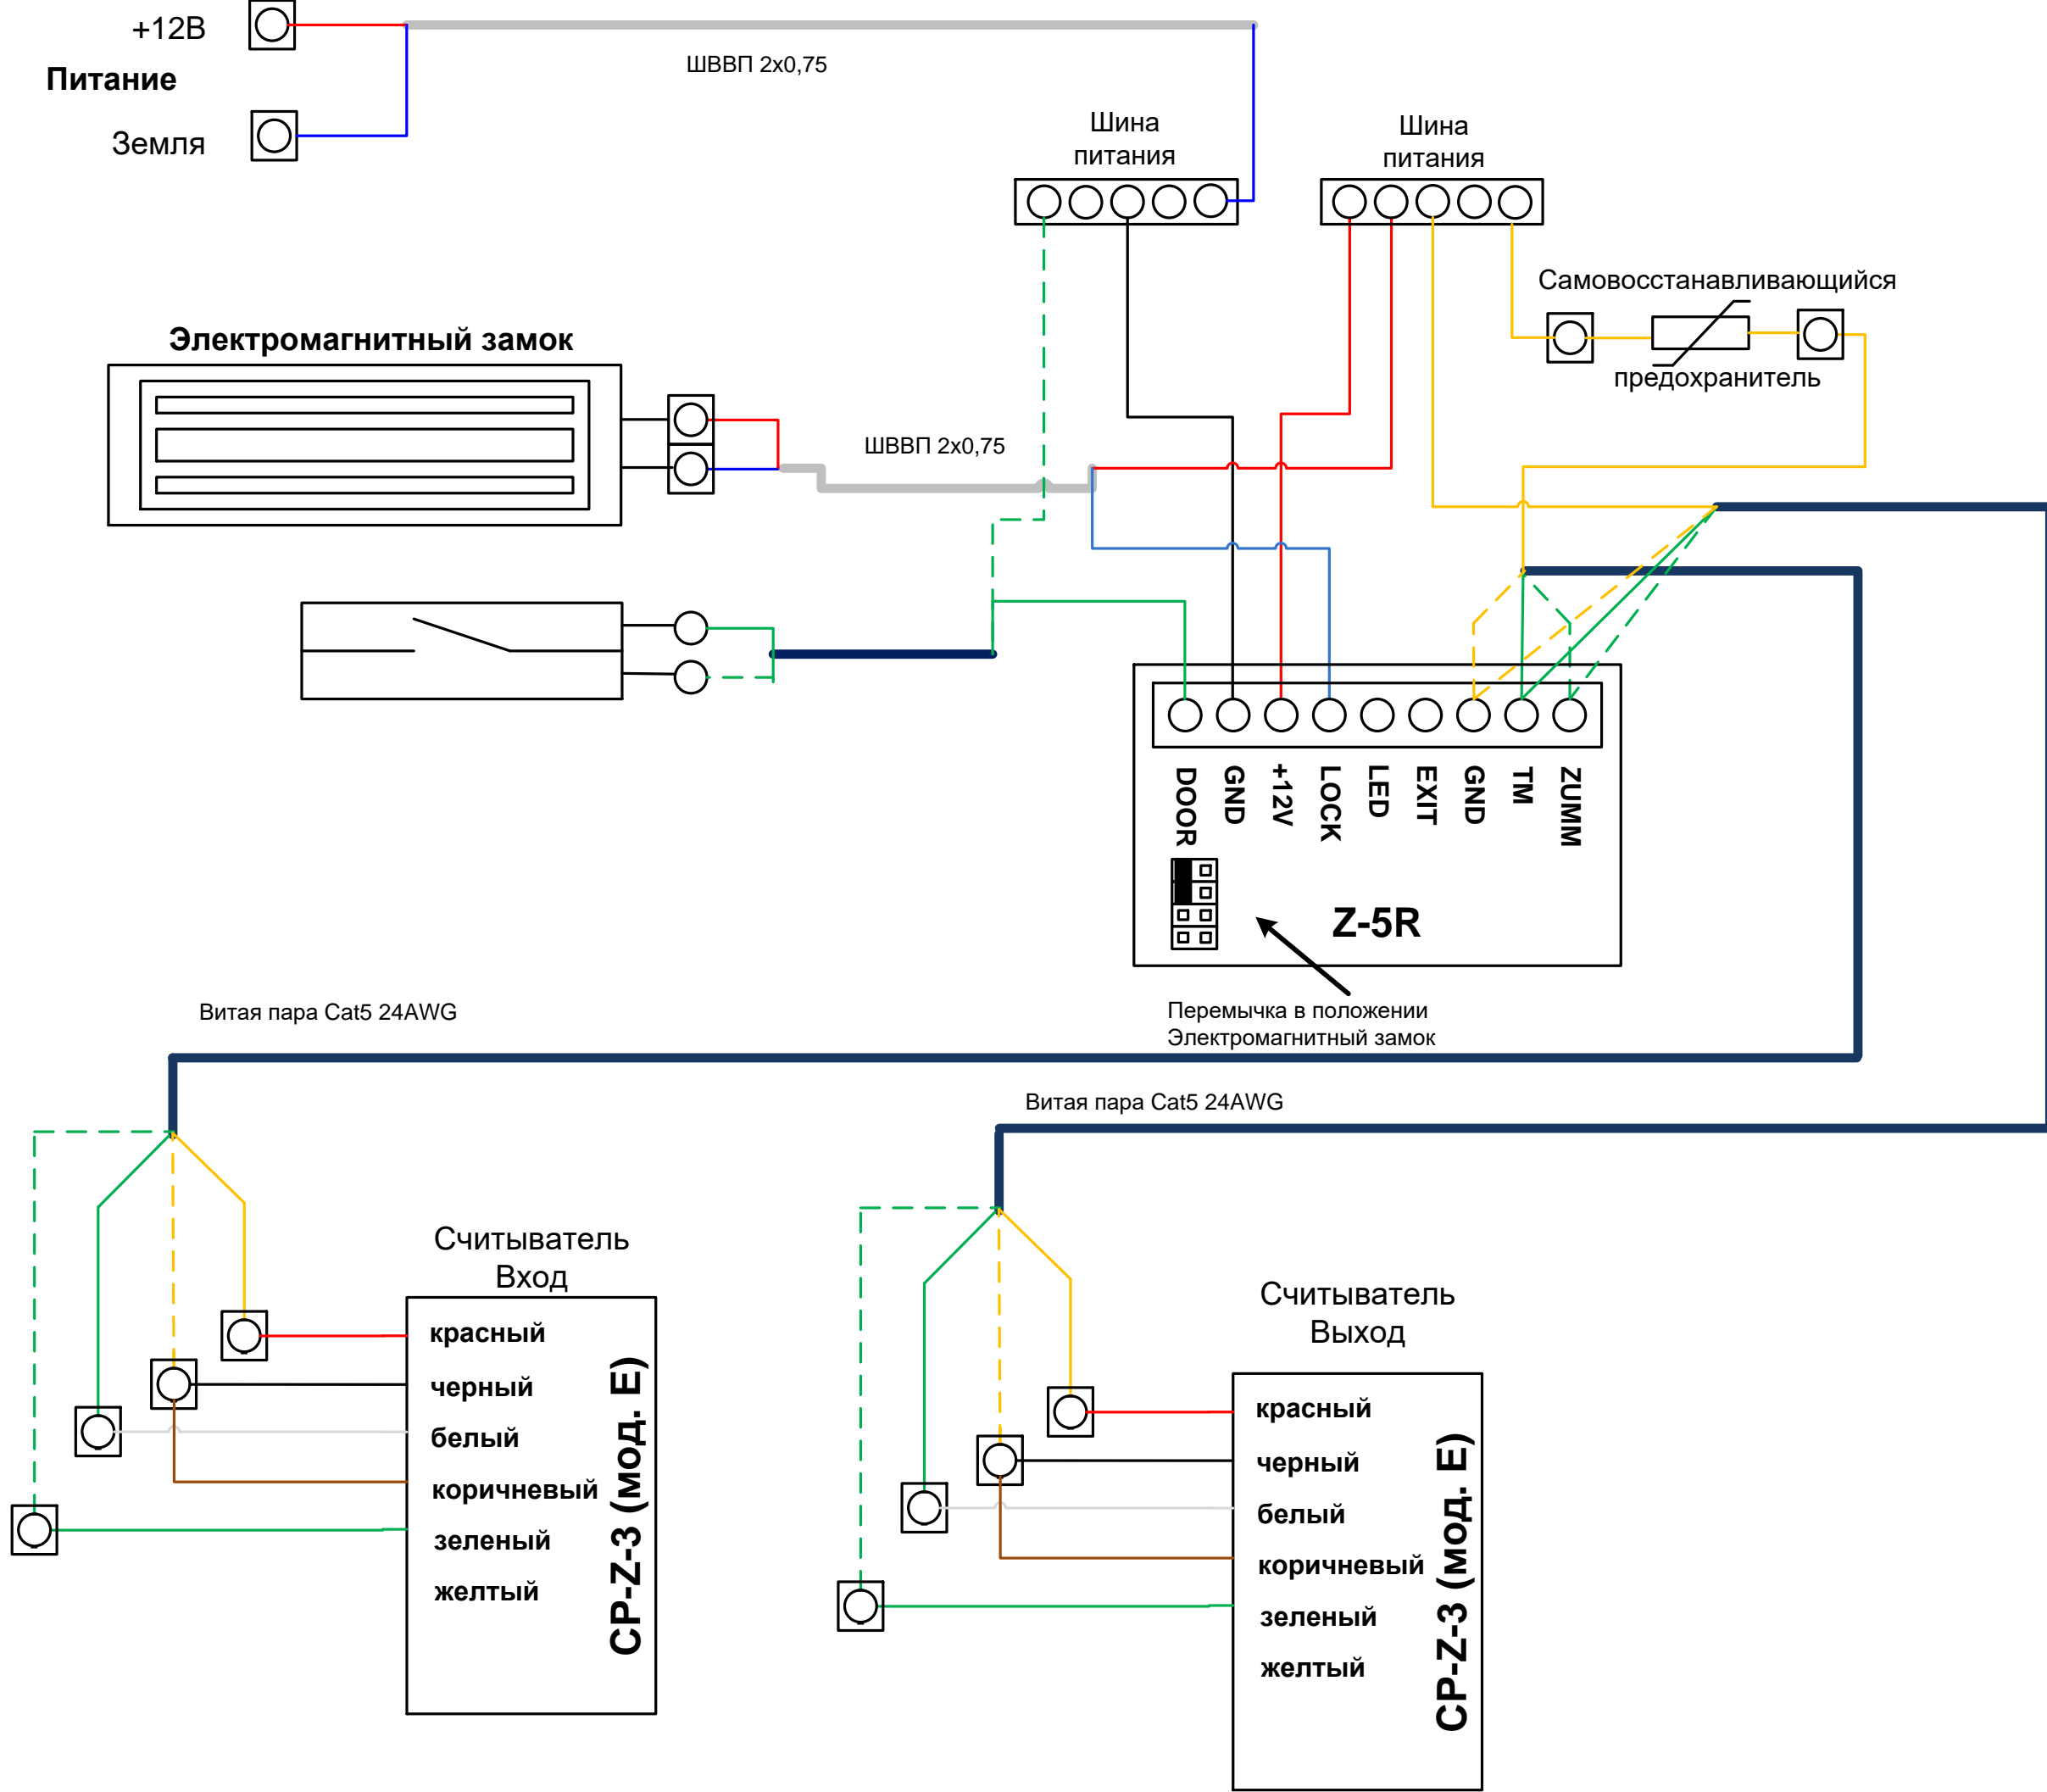 +12В
Питание
Земля
ШВВП 2х0,75
Шина
питания
Шина
питания
Самовосстанавливающийся
предохранитель
Электромагнитный замок
ШВВП 2х0,75
DOOR
GND
+12V
LOCK
LED
EXIT
GND
TM
ZUMM
Z-5R
Перемычка в положении
Электромагнитный замок
Витая пара Cat5 24AWG
Витая пара Cat5 24AWG
Считыватель
Вход
красный
черный
белый
коричневый
зеленый
желтый
CP-Z-3 (мод. E)
Считыватель
Выход
красный
черный
белый
коричневый
зеленый
желтый
CP-Z-3 (мод. E)